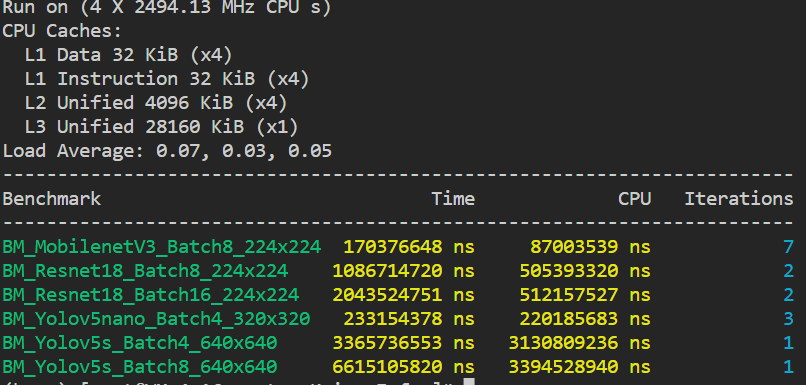 Run on (4 X 2494.13 MHz CPU s)
CPU Caches:
L1 Data 32 KiB (x4)
L1 Instruction 32 KiB (x4)
L2 Unified 4096 KiB (x4)
L3 Unified 28160 KiB (x1)
Load Average: 0.07, 0.03, 0.05
--------------------------------------------------------------------
Benchmark Time CPU Iterations
--------------------------------------------------------------------
BM_MobilenetV3_Batch8_224x224 170376648 ns 87003539 ns 7
BM_Resnet18_Batch8_224x224 1086714720 ns 505393320 ns 2
BM_Resnet18_Batch16_224x224 2043524751 ns 512157527 ns 2
BM_Yolov5nano_Batch4_320x320 233154378 ns 220185683 ns 3
BM_Yolov5s_Batch4_640x640 3365736553 ns 3130809236 ns 1
BM_Yolov5s_Batch8_640x640 6615105820 ns 3394528940 ns 1